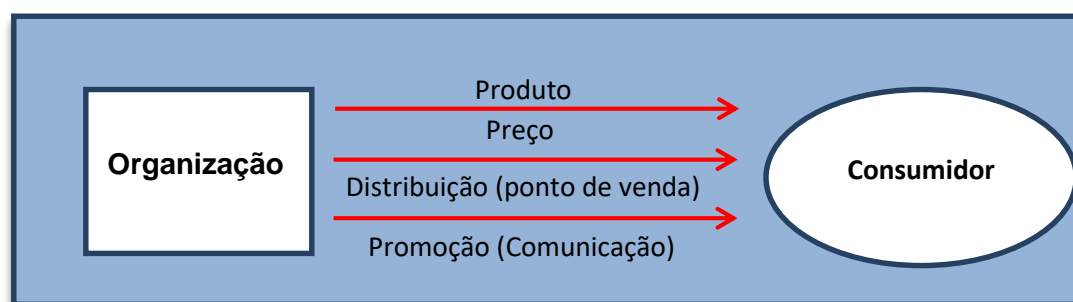 Produto
Preço
Organização
Consumidor
Distribuição (ponto de venda)
Promoção (Comunicação)